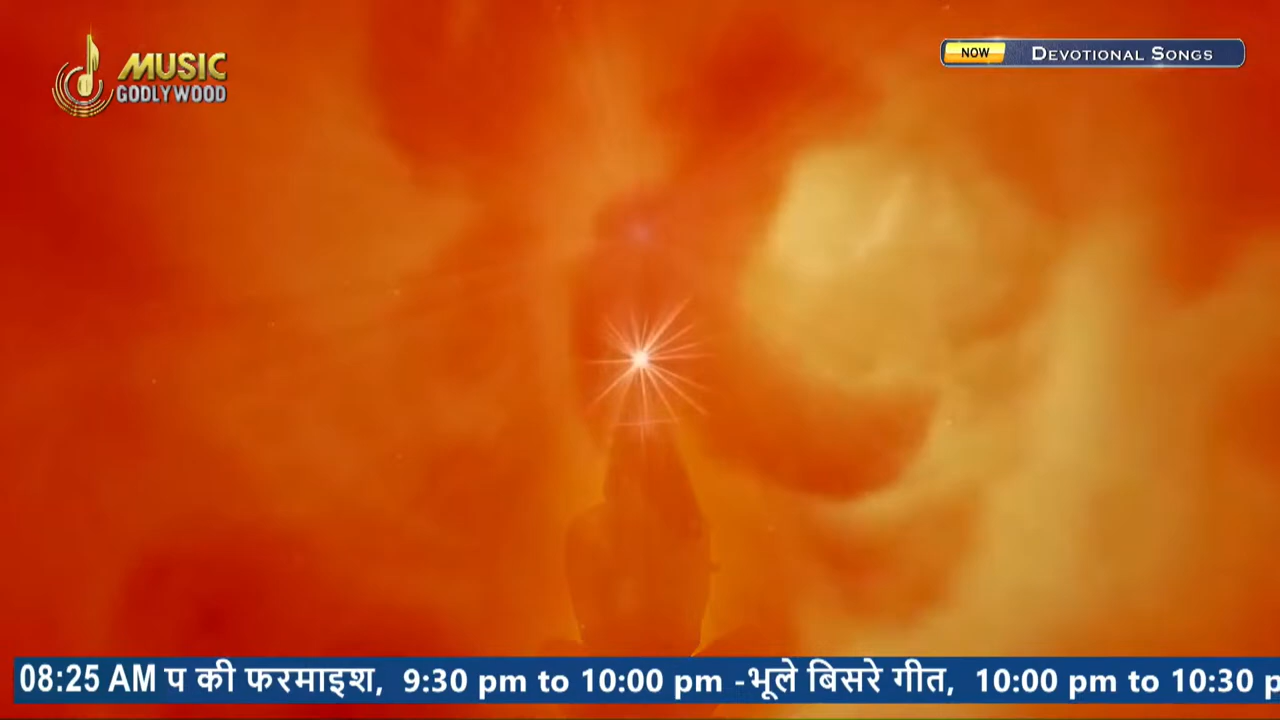 MUSIC
GODLYWOOD
NOW DEVOTIONAL SONGS
08:25 AM प की फरमाइश, 9:30 pm to 10:00 pm -भूले बिसरे गीत, 10:00 pm to 10:30 p